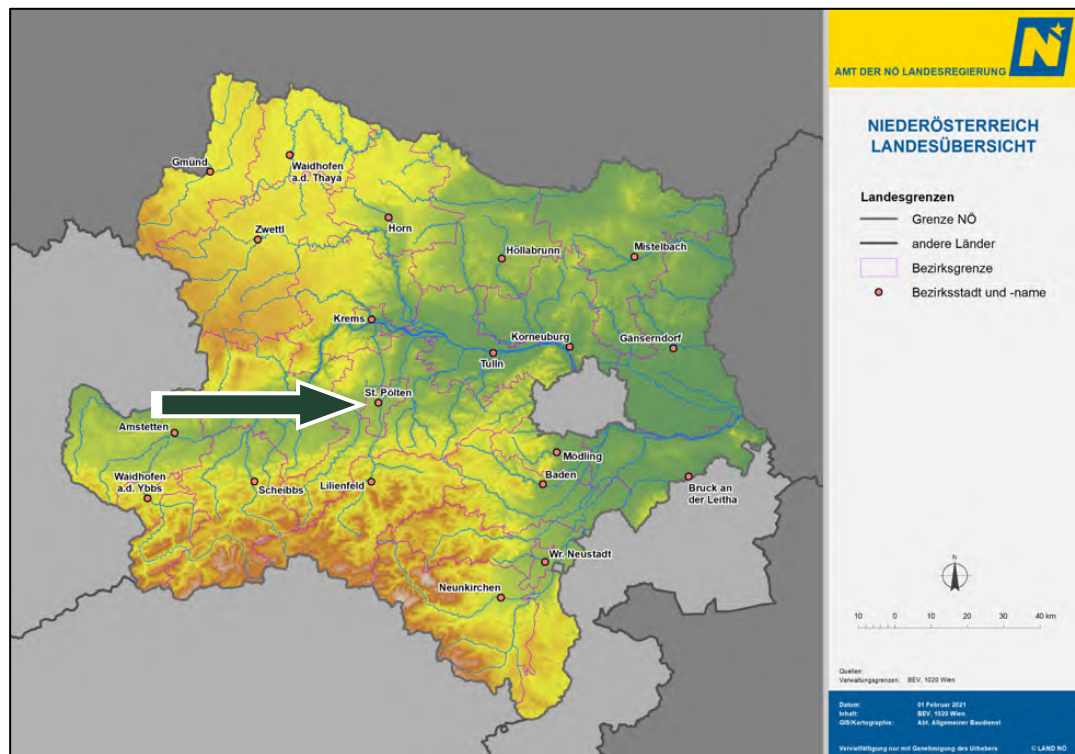 Gmünd
Waidhofen
a.d. Thaya
Zwettl
Horn
Hollabrunn
Mistelbach
Krems
Korneuburg
Gänserndorf
Tulln
St. Pölten
Amstetten
Mödling
Baden
Waidhofen
a.d. Ybbs
Scheibbs
Lilienfeld
Bruck an
der Leitha
Wr. Neustadt
Neunkirchen
AMT DER NÖ LANDESREGIERUNG
N
NIEDERÖSTERREICH
LANDESÜBERSICHT
Landesgrenzen
Grenze NÖ
andere Länder
Bezirksgrenze
Bezirksstadt und -name
N
10 0 10 20 30 40 km
Quellen:
Verwaltungsgrenzen: BEV, 1020 Wien
Datum: 01 Februar 2021
Inhalt: BEV, 1020 Wien
GIS/Kartographie: Abt. Allgemeiner Baudienst
Vervielfältigung nur mit Genehmigung des Urhebers © LAND NÖ